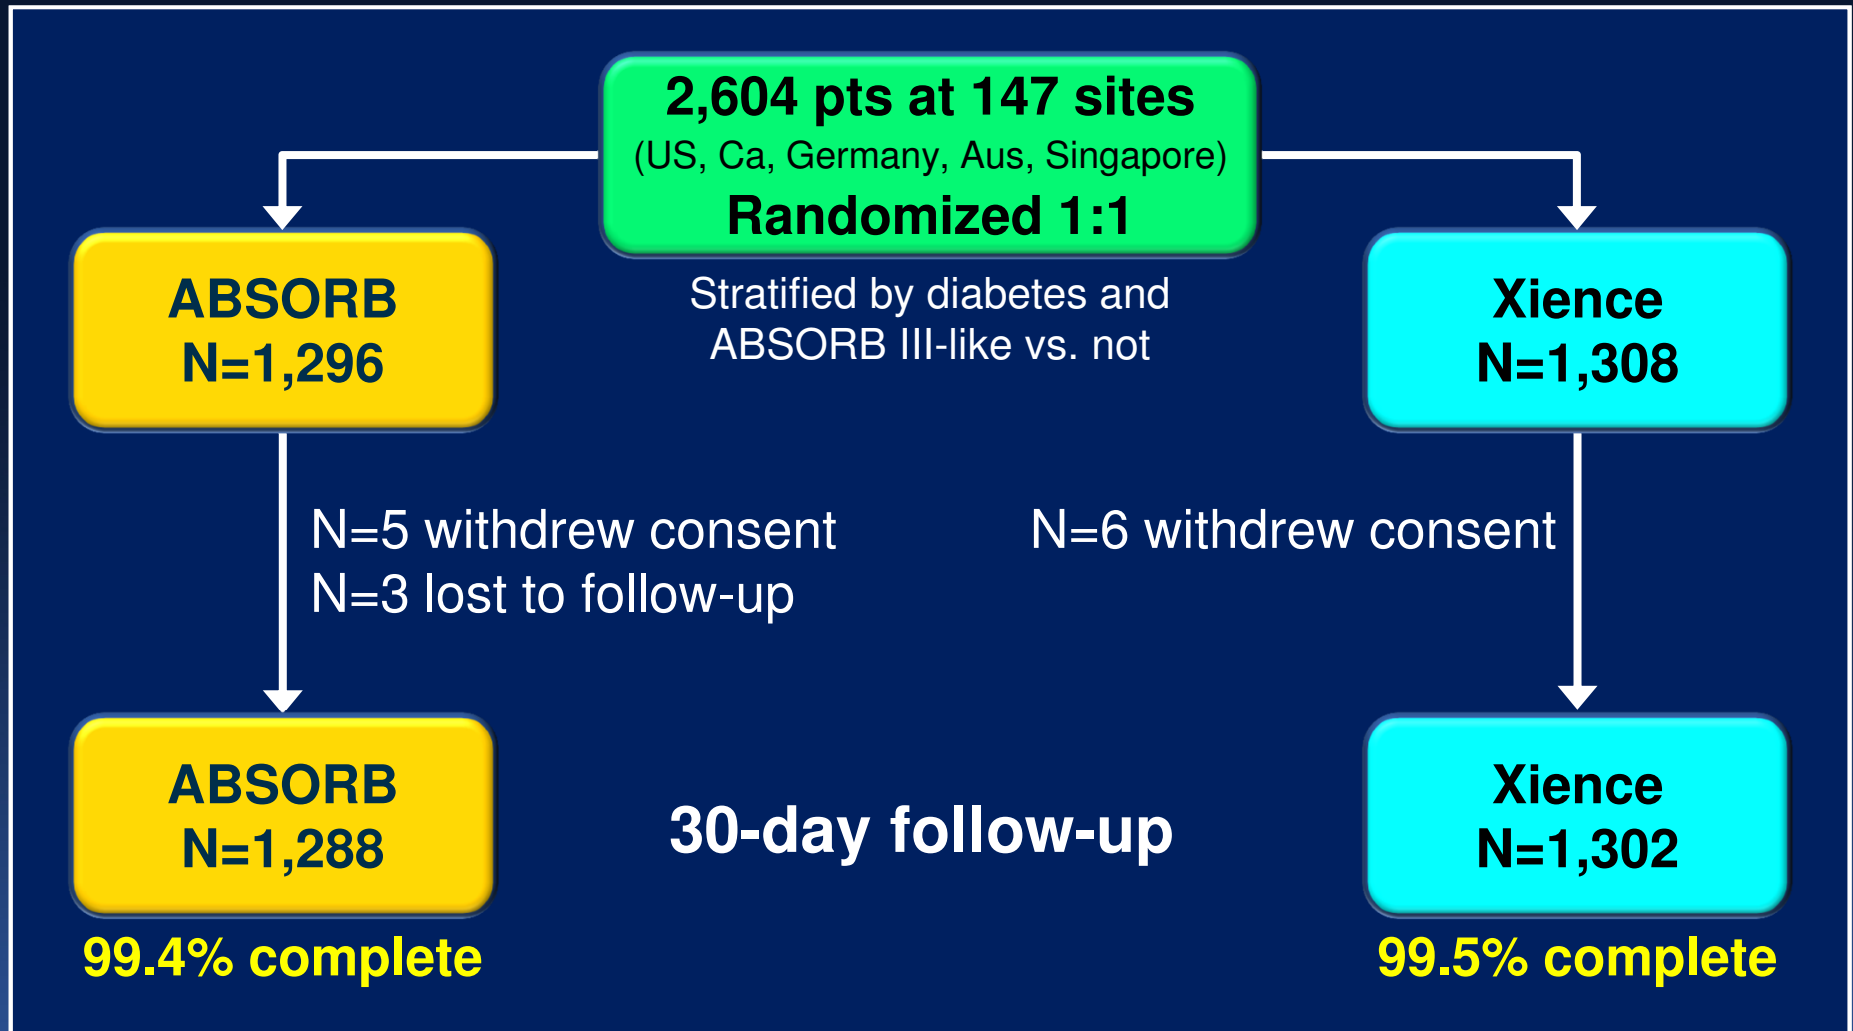 2,604 pts at 147 sites
(US, Ca, Germany, Aus, Singapore)
Randomized 1:1
Stratified by diabetes and
ABSORB III-like vs. not
ABSORB
N=1,296
Xience
N=1,308
N=5 withdrew consent
N=3 lost to follow-up
N=6 withdrew consent
ABSORB
N=1,288
30-day follow-up
Xience
N=1,302
99.4% complete
99.5% complete